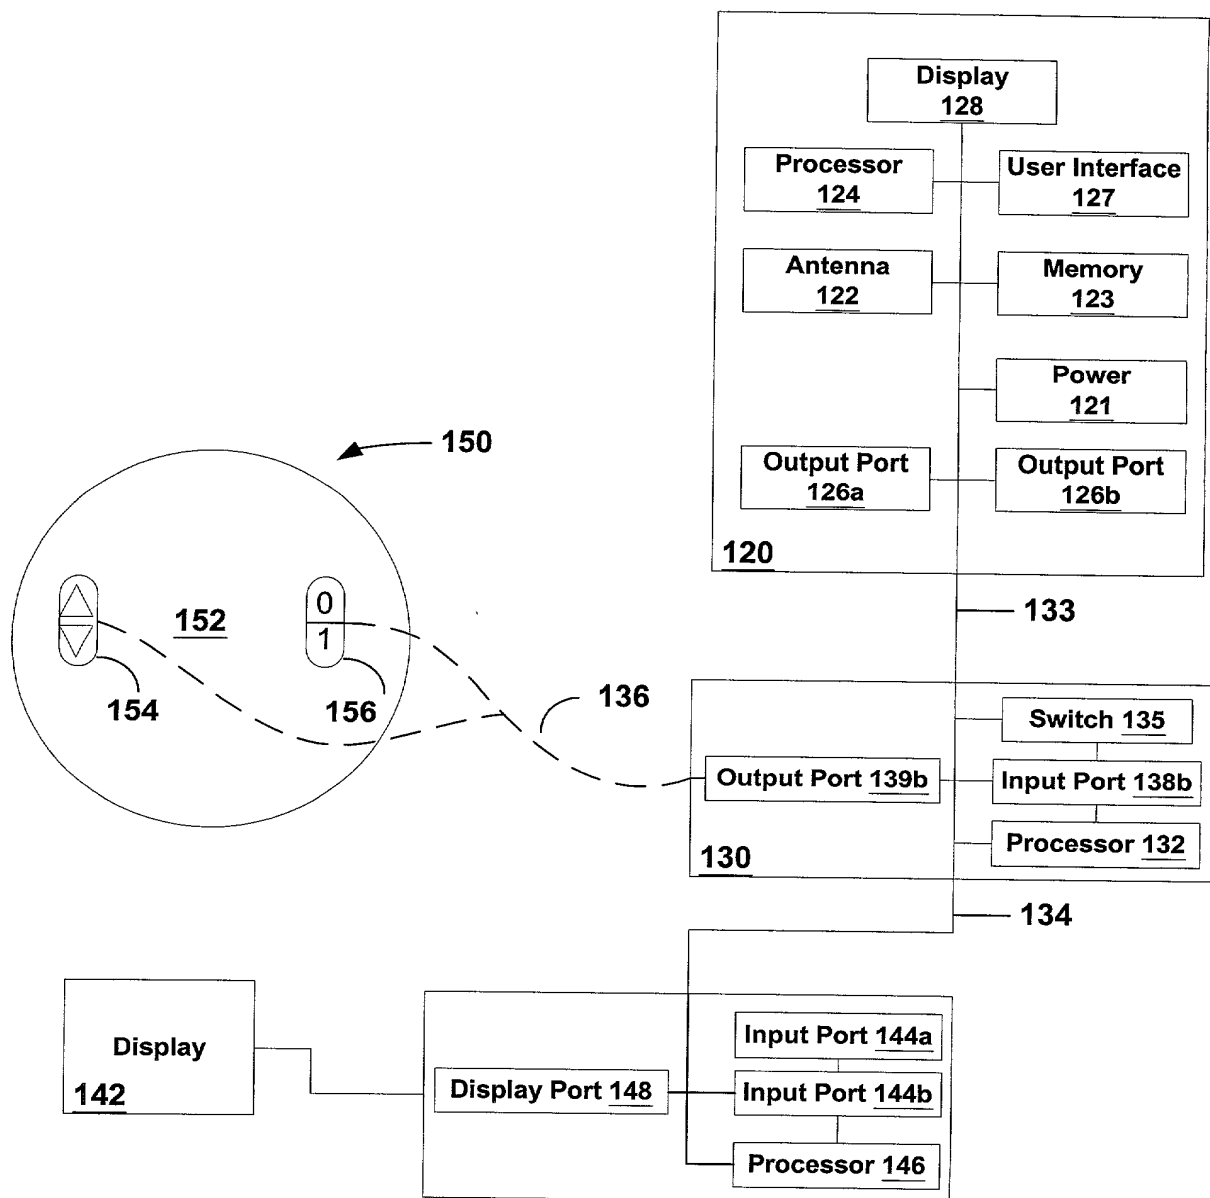 Display
128
Processor
124
User Interface
127
Antenna
122
Memory
123
Power
121
Output Port
126a
Output Port
126b
120
150
133
152
0
1
154
156
136
Switch 135
Output Port 139b
Input Port 138b
Processor 132
130
134
Display
142
Input Port 144a
Display Port 148
Input Port 144b
Processor 146